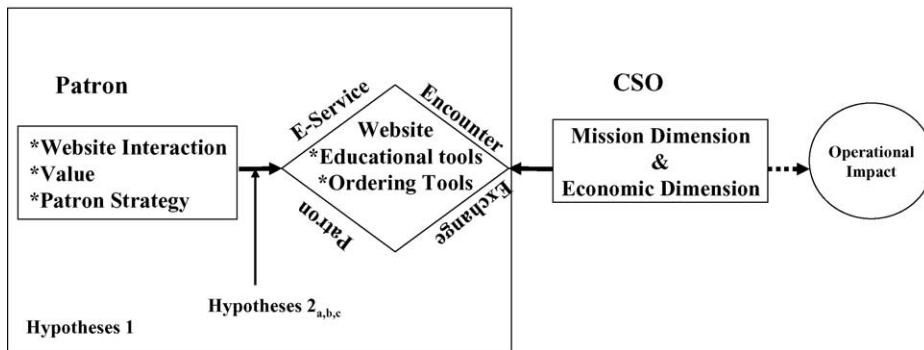 Patron
*Website Interaction
*Value
*Patron Strategy
E-Service
Encounter
Website
*Educational tools
*Ordering Tools
Patron
Exchange
Hypotheses 2a,b,c
Hypotheses 1
CSO
Mission Dimension
&
Economic Dimension
Operational
Impact